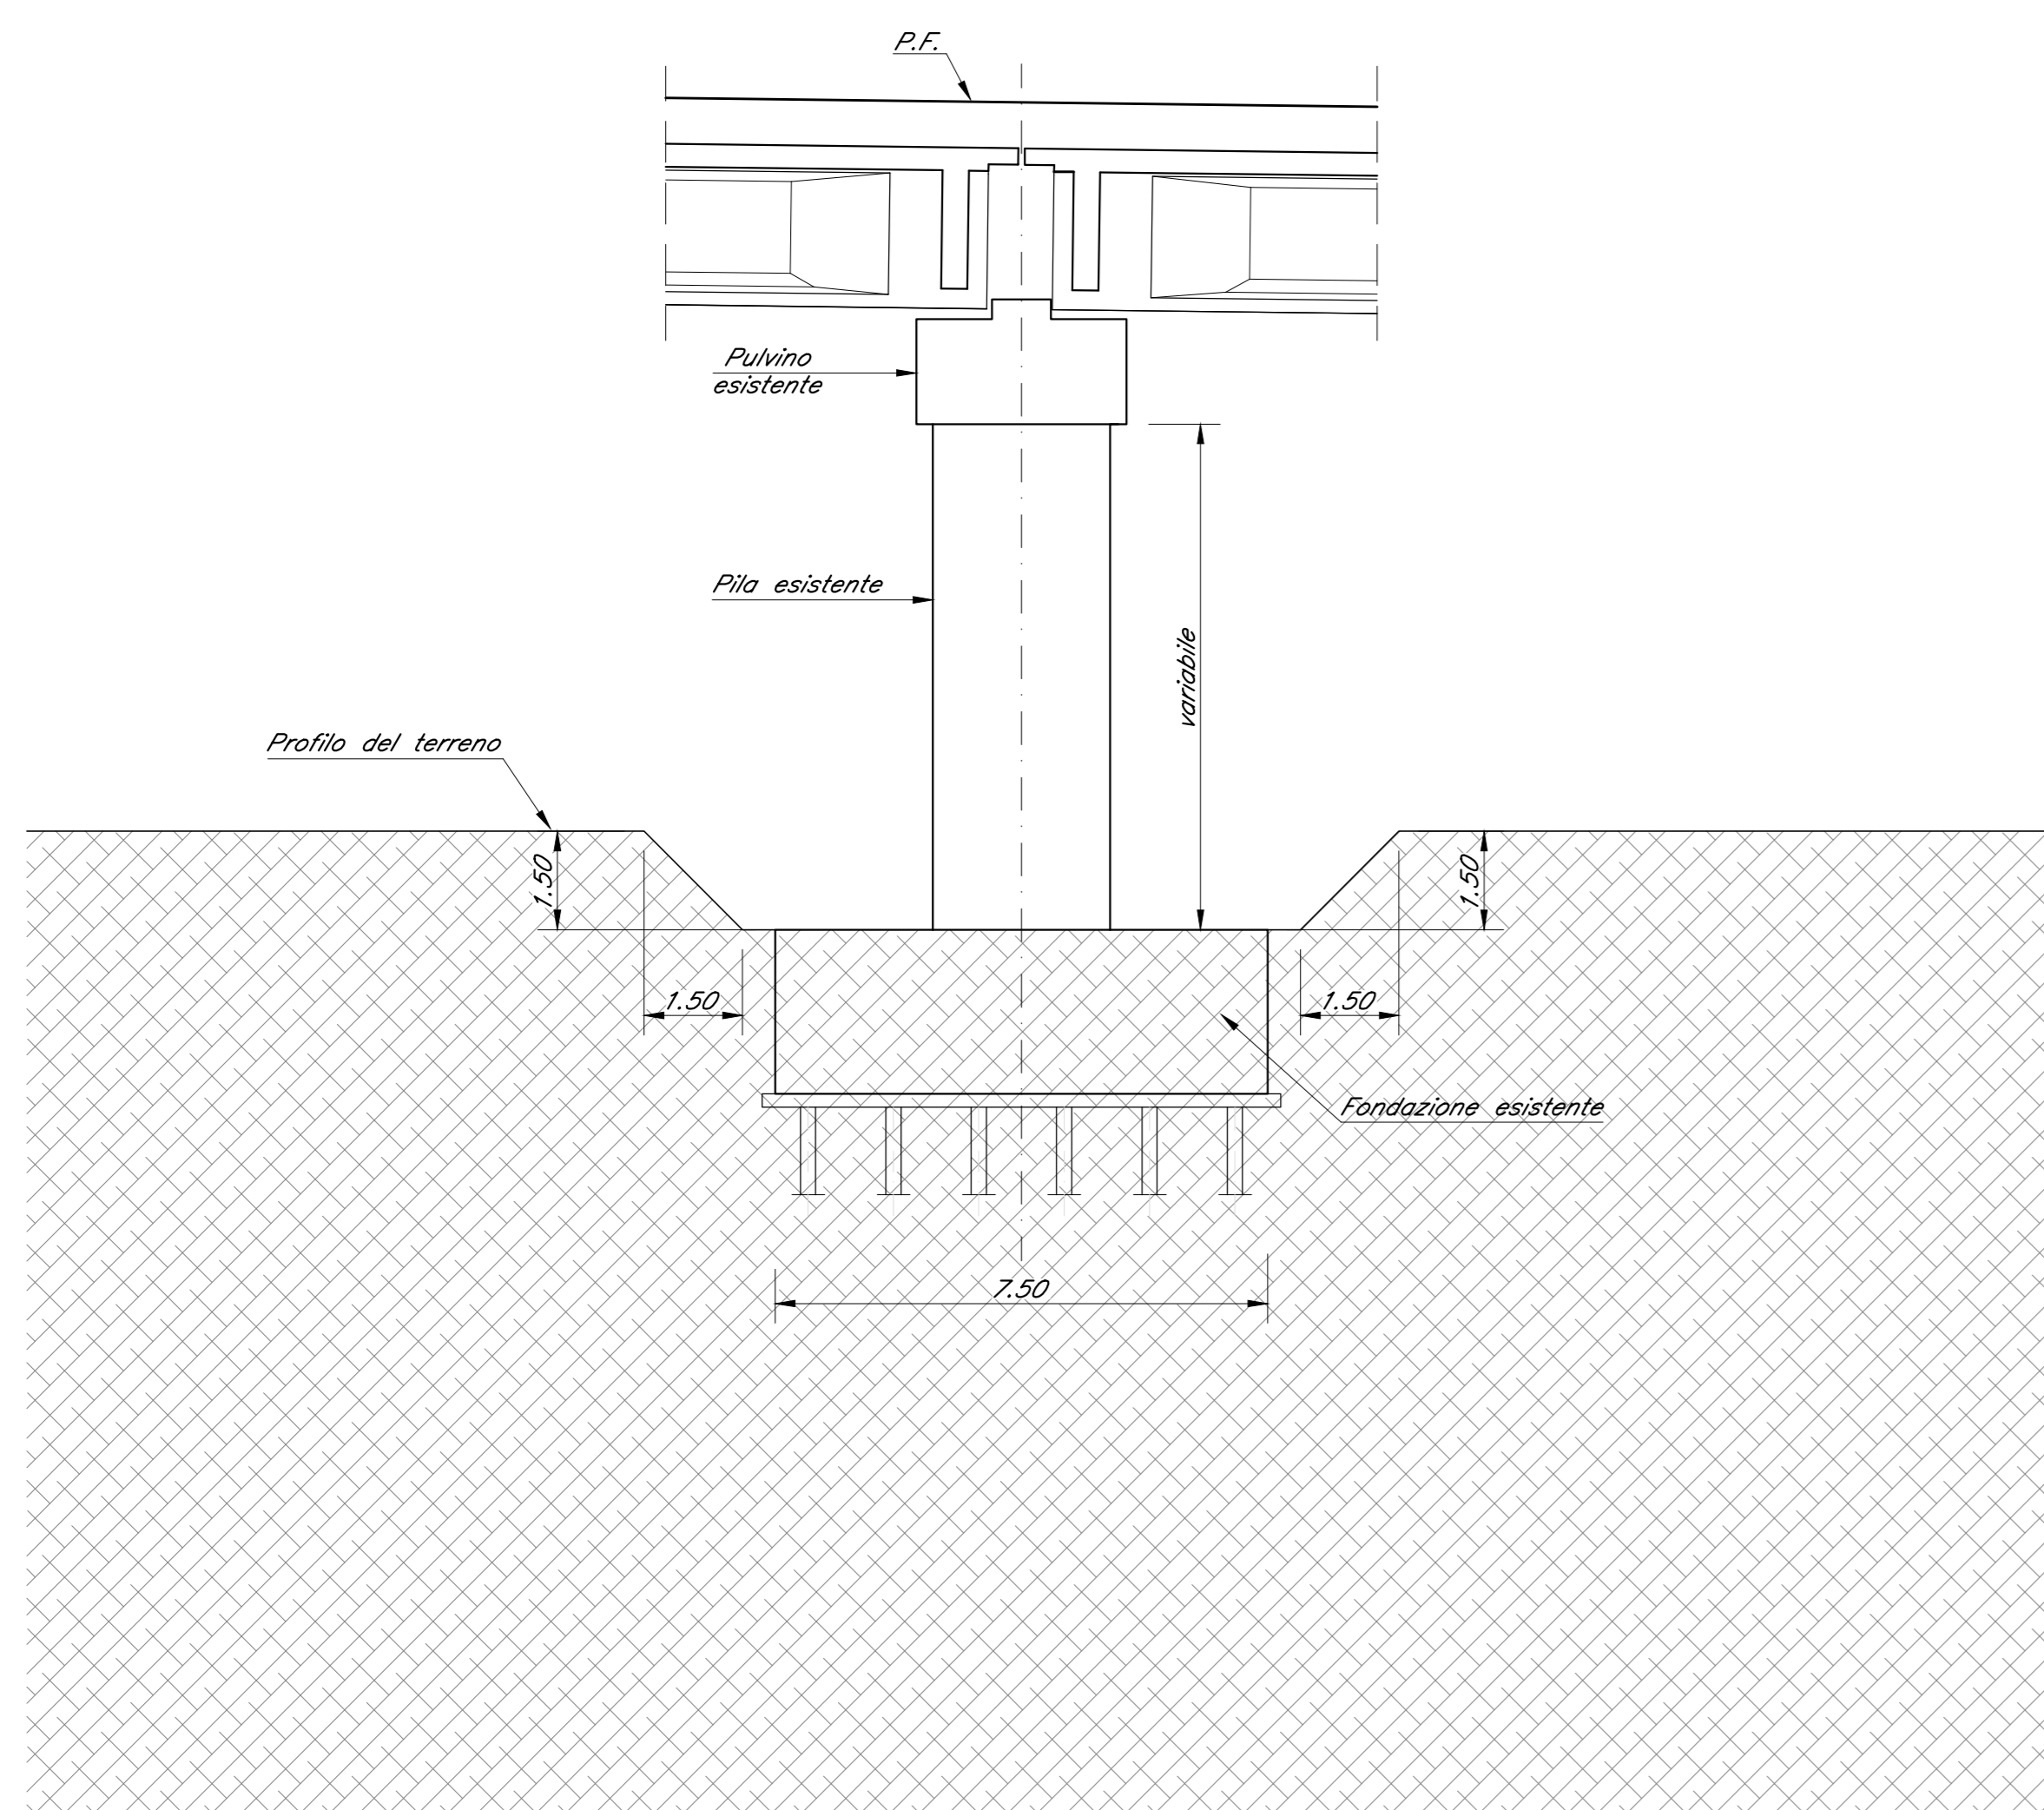 P.F.
Pulvino
esistente
Pila esistente
variabile
Profilo del terreno
1.50
1.50
1.50
1.50
Fondazione esistente
7.50